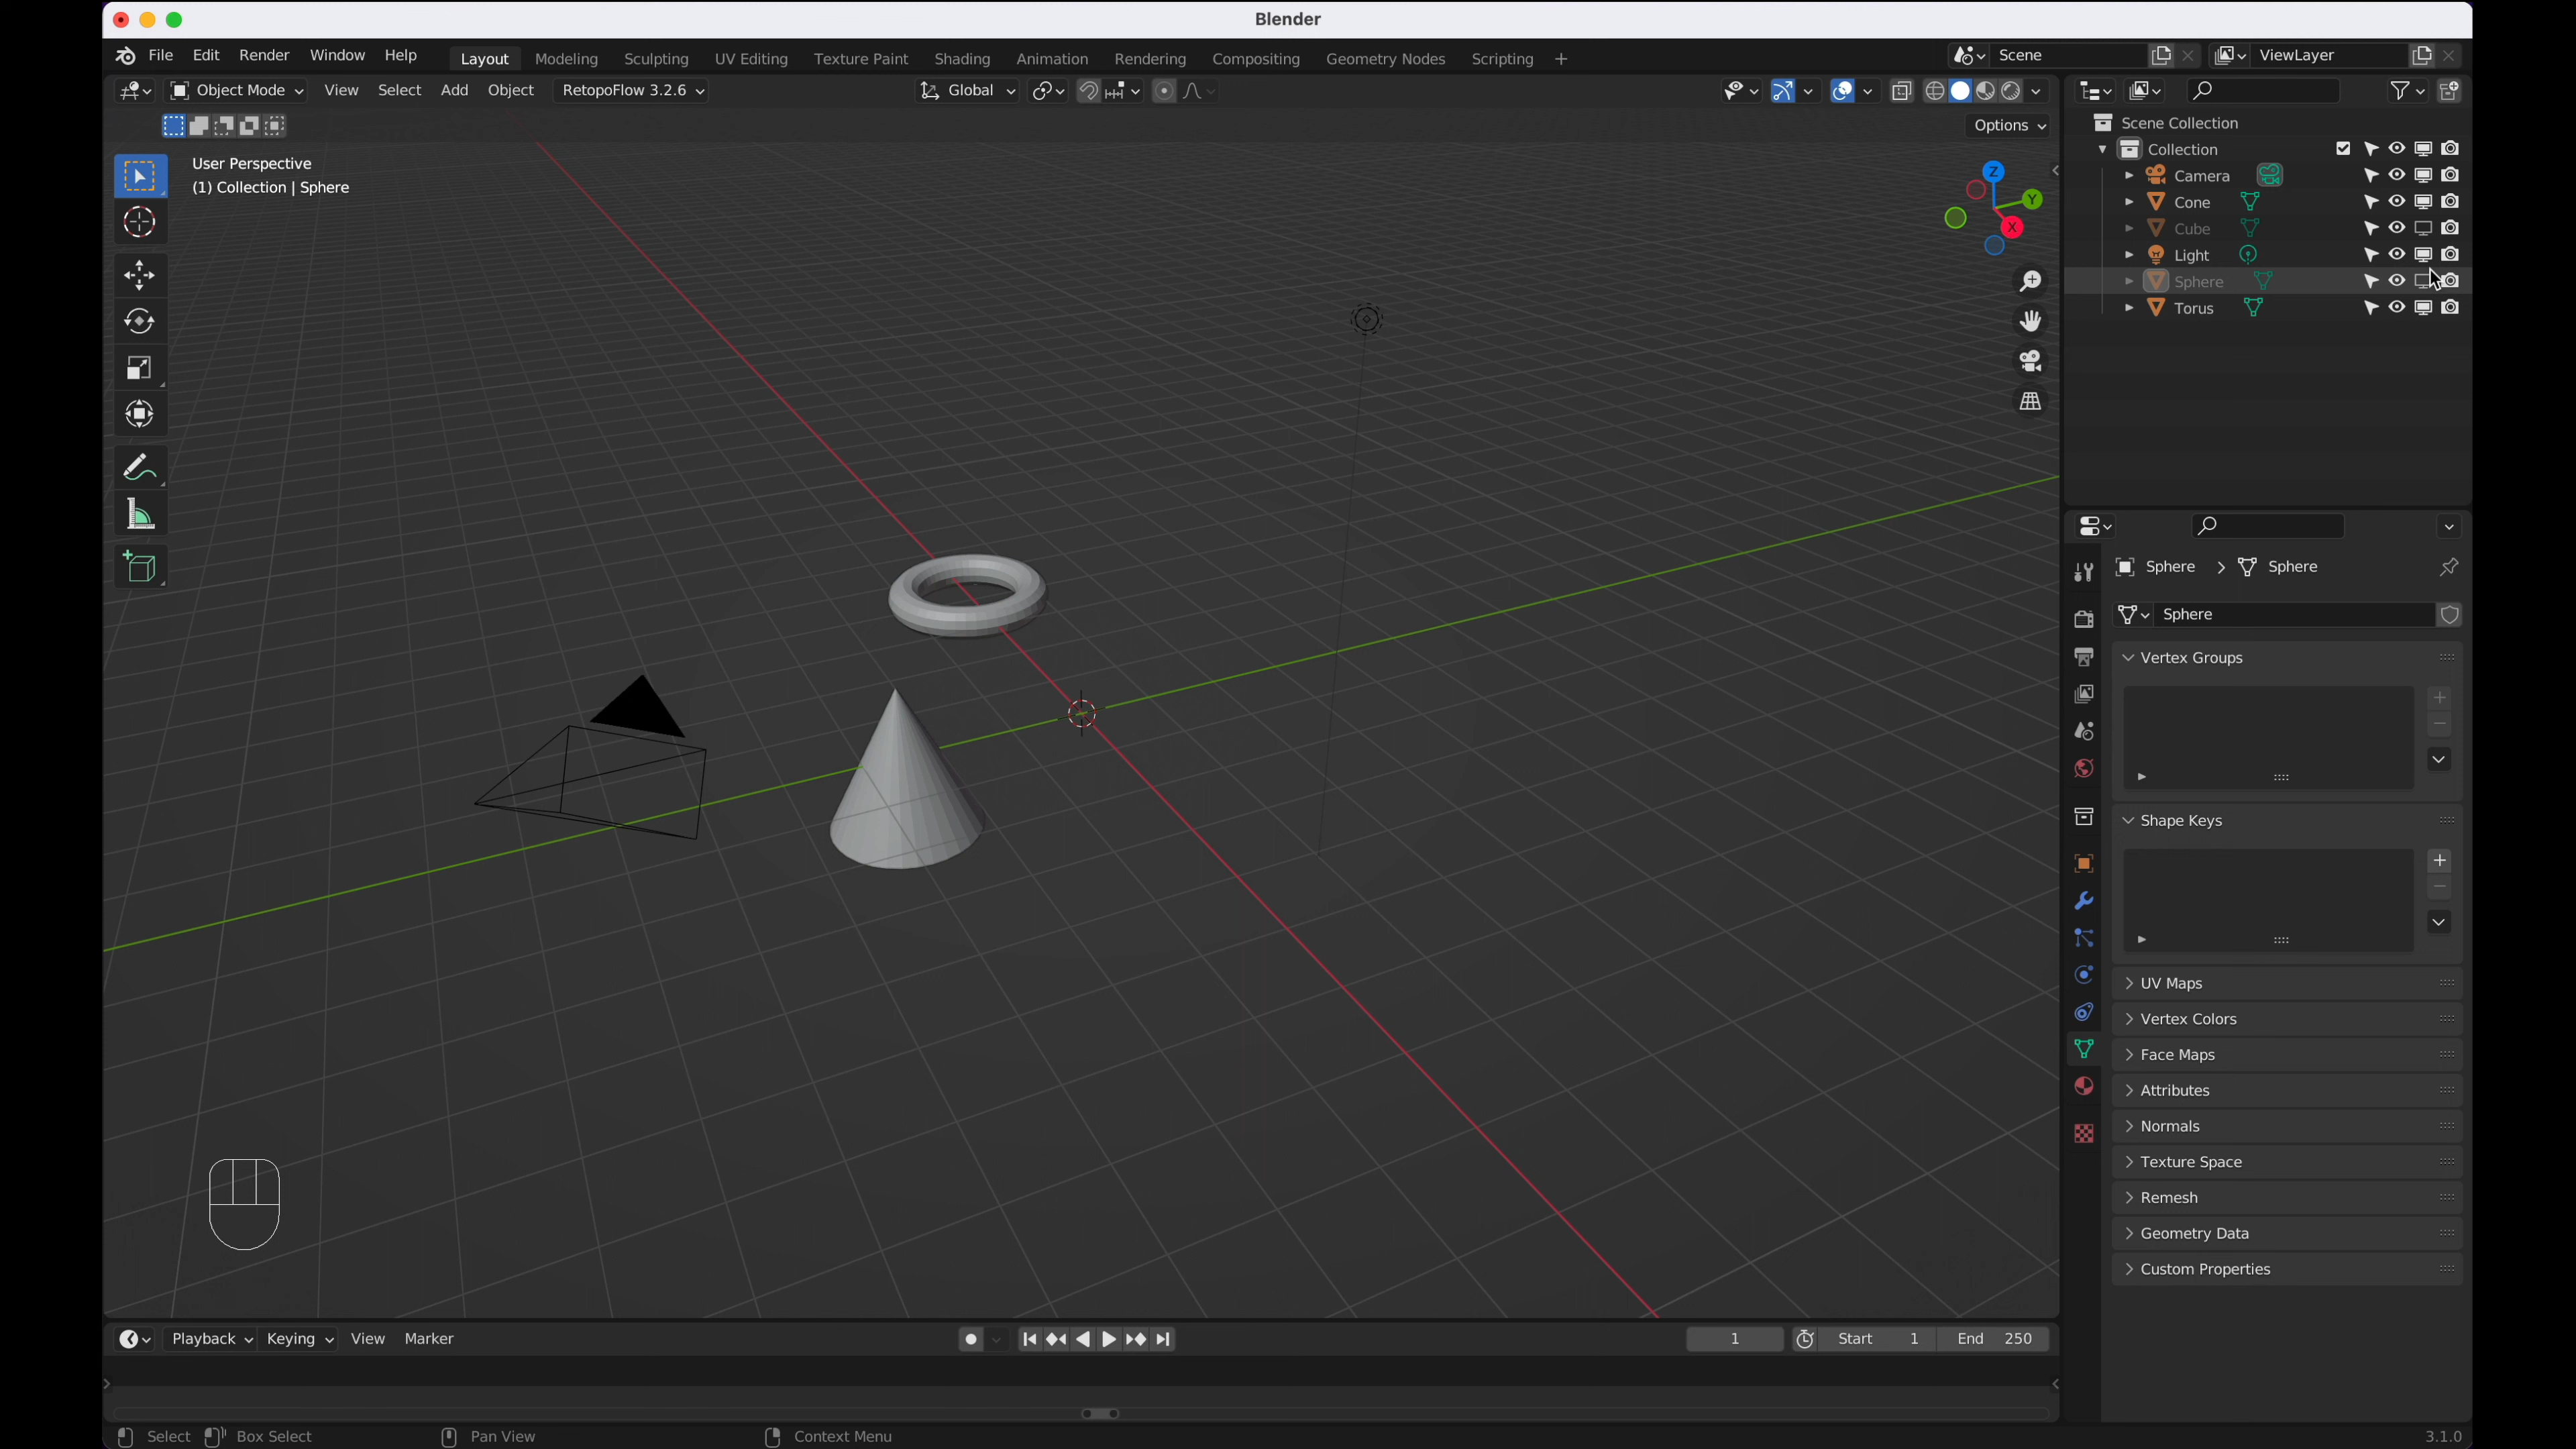 Blender
File Edit Render Window Help Layout Modeling Sculpting UV Editing Texture Paint Shading Animation Rendering Compositing Geometry Nodes Scripting + Scene ViewLayer
Object Mode View Select Add Object RetopoFlow 3.2.6 Global
Options
User Perspective
(1) Collection | Sphere
Z
Y
X
Scene Collection
Collection
Camera
Cone
Cube
Light
Sphere
Torus
Sphere > Sphere
Sphere
Vertex Groups
Shape Keys
UV Maps
Vertex Colors
Face Maps
Attributes
Normals
Texture Space
Remesh
Geometry Data
Custom Properties
Playback Keying View Marker 1 Start 1 End 250
Select Box Select Pan View Context Menu 3.1.0